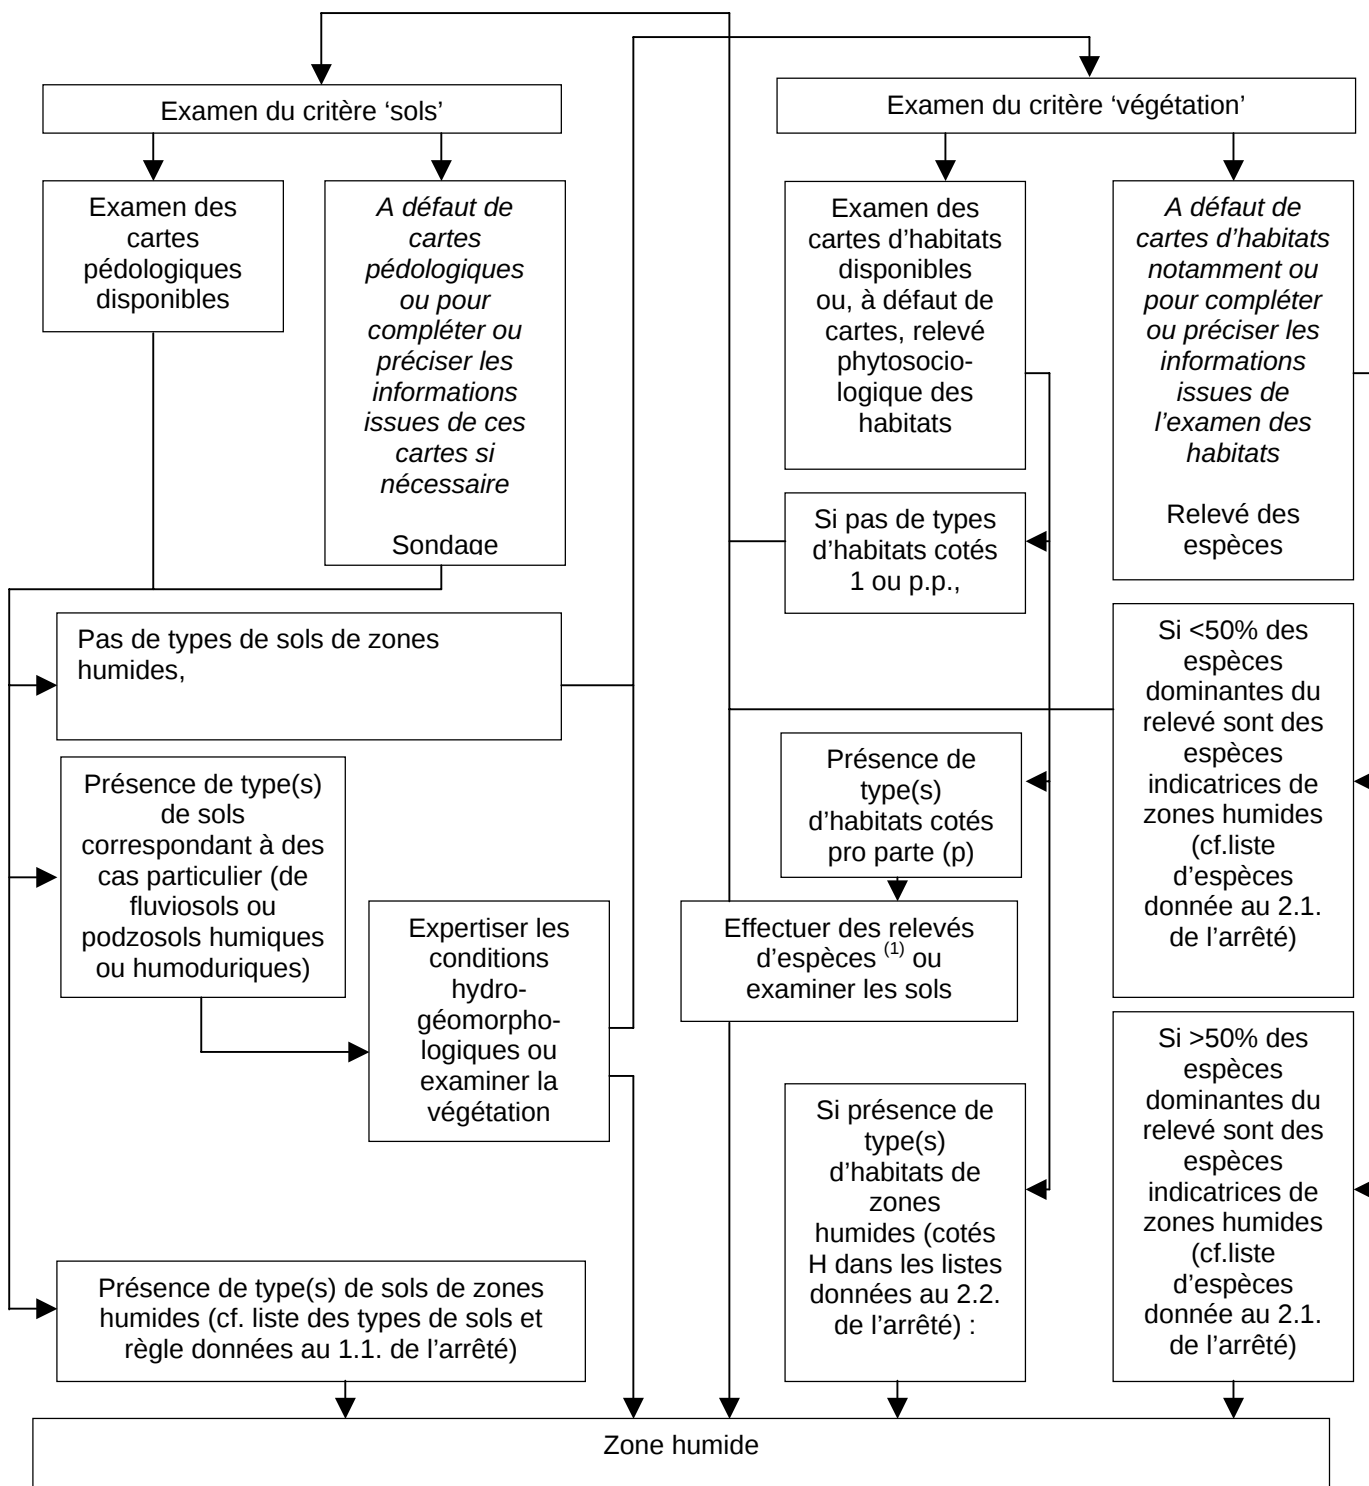 Examen du critère ‘sols’
Examen du critère ‘végétation’
Examen des
cartes
pédologiques
disponibles
A défaut de
cartes
pédologiques
ou pour
compléter ou
préciser les
informations
issues de ces
cartes si
nécessaire
Sondage
Examen des
cartes d’habitats
disponibles
ou, à défaut de
cartes, relevé
phytosocio-
logique des
habitats
A défaut de
cartes d’habitats
notamment ou
pour compléter
ou préciser les
informations
issues de
l’examen des
habitats
Relevé des
espèces
Si pas de types
d’habitats cotés
1 ou p.p.,
Pas de types de sols de zones
humides,
Si <50% des
espèces
dominantes du
relevé sont des
espèces
indicatrices de
zones humides
(cf.liste
d’espèces
donnée au 2.1.
de l’arrêté)
Présence de type(s)
de sols
correspondant à des
cas particulier (de
fluviosols ou
podzosols humiques
ou humoduriques)
Présence de
type(s)
d’habitats cotés
pro parte (p)
Expertiser les
conditions
hydro-
géomorpho-
logiques ou
examiner la
végétation
Effectuer des relevés
d’espèces (1) ou
examiner les sols
Si présence de
type(s)
d’habitats de
zones
humides (cotés
H dans les listes
données au 2.2.
de l’arrêté) :
Si >50% des
espèces
dominantes du
relevé sont des
espèces
indicatrices de
zones humides
(cf.liste
d’espèces
donnée au 2.1.
de l’arrêté)
Présence de type(s) de sols de zones
humides (cf. liste des types de sols et
règle données au 1.1. de l’arrêté)
Zone humide